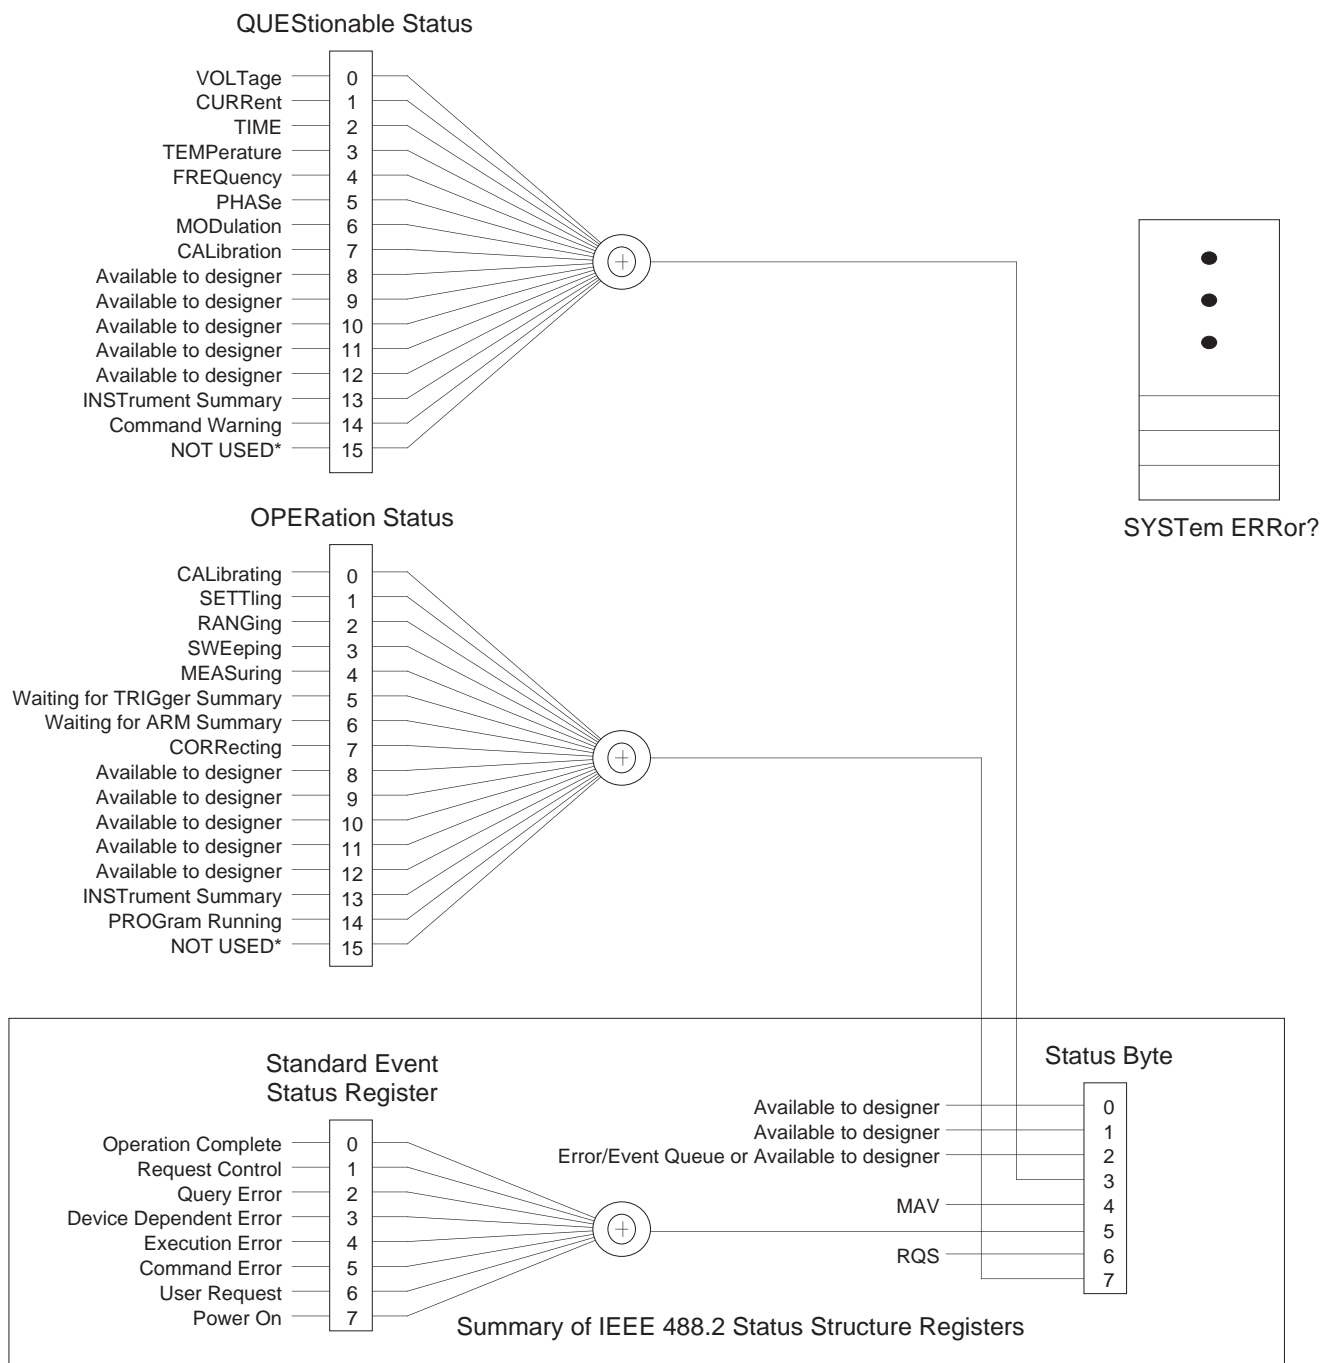 QUEStionable Status
VOLTage 0
CURRent 1
TIME 2
TEMPerature 3
FREQuency 4
PHASe 5
MODulation 6
CALibration 7
Available to designer 8
Available to designer 9
Available to designer 10
Available to designer 11
Available to designer 12
INSTrument Summary 13
Command Warning 14
NOT USED* 15
SYSTem ERRor?
OPERation Status
CALibrating 0
SETTling 1
RANGing 2
SWEeping 3
MEASuring 4
Waiting for TRIGger Summary 5
Waiting for ARM Summary 6
CORRecting 7
Available to designer 8
Available to designer 9
Available to designer 10
Available to designer 11
Available to designer 12
INSTrument Summary 13
PROGram Running 14
NOT USED* 15
Standard Event
Status Register
Operation Complete 0
Request Control 1
Query Error 2
Device Dependent Error 3
Execution Error 4
Command Error 5
User Request 6
Power On 7
Status Byte
Available to designer 0
Available to designer 1
Error/Event Queue or Available to designer 2
3
MAV 4
5
RQS 6
7
Summary of IEEE 488.2 Status Structure Registers